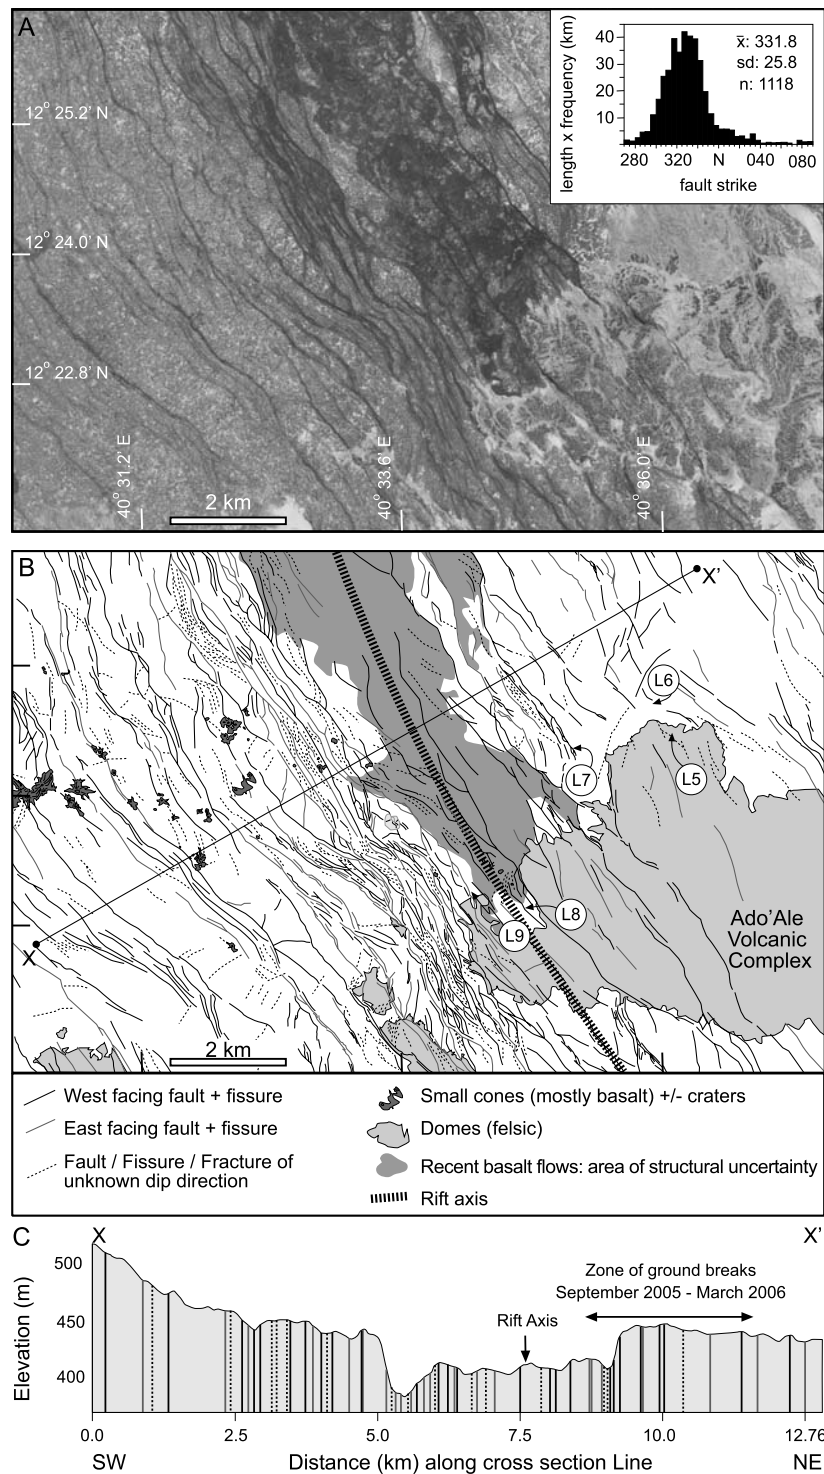 A
length x frequency (km)
40
30
20
10
x̄: 331.8
sd: 25.8
n: 1118
280 320 N 040 080
fault strike
12° 25.2' N
12° 24.0' N
12° 22.8' N
40° 31.2' E
40° 33.6' E
40° 36.0' E
2 km
B
X'
L6
L7
L5
L8
L9
Ado'Ale
Volcanic
Complex
X
2 km
West facing fault + fissure
East facing fault + fissure
Fault / Fissure / Fracture of
unknown dip direction
Small cones (mostly basalt) +/- craters
Domes (felsic)
Recent basalt flows: area of structural uncertainty
Rift axis
C
X X'
Elevation (m)
500
450
400
Zone of ground breaks
September 2005 - March 2006
Rift Axis
0.0 2.5 5.0 7.5 10.0 12.76
SW Distance (km) along cross section Line NE